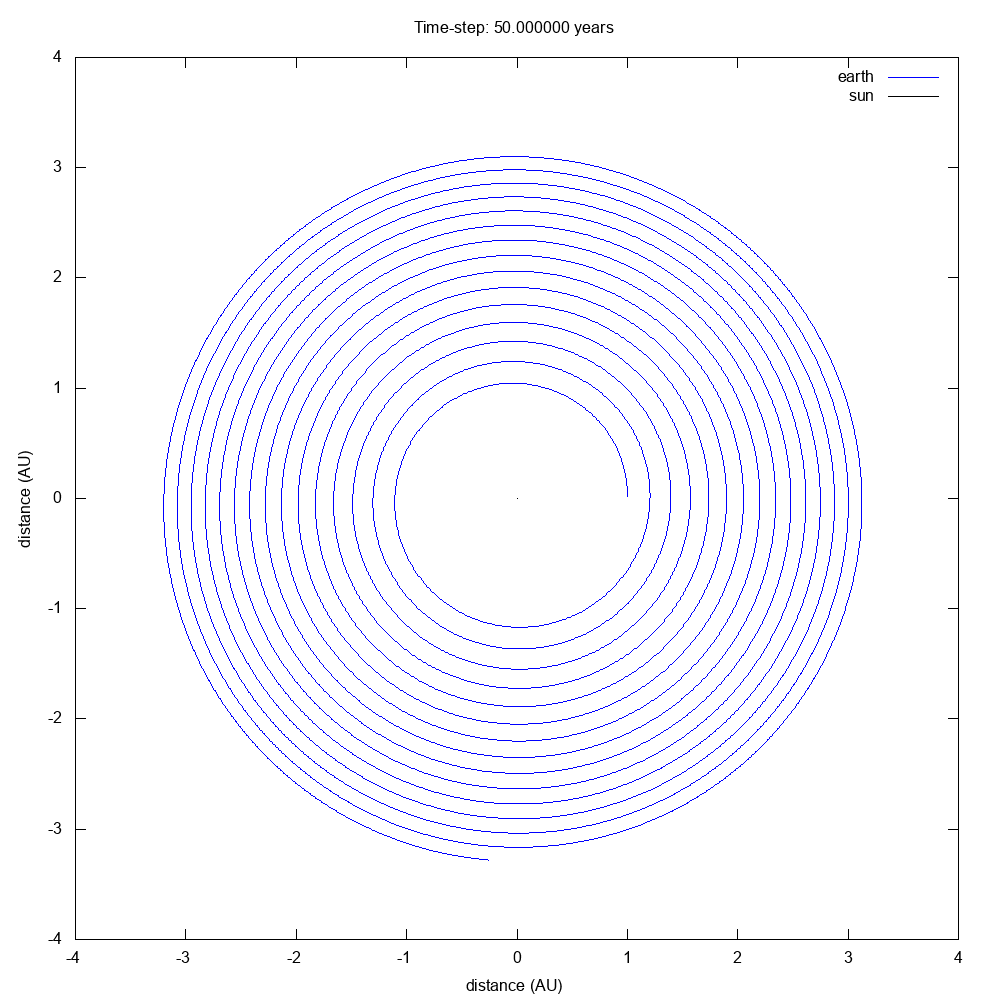 Time-step: 50.000000 years
earth
sun
4
3
2
1
0
-1
-2
-3
-4
distance (AU)
-4 -3 -2 -1 0 1 2 3 4
distance (AU)